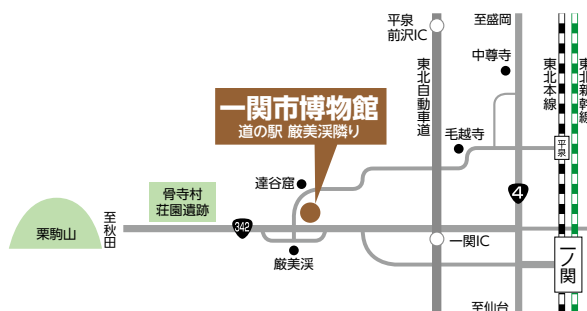 平泉
前沢IC
至盛岡
中尊寺
東北自動車道
東北本線
東北新幹線
一関市博物館
道の駅 厳美渓隣り
毛越寺
平泉
達谷窟
骨寺村
荘園遺跡
4
栗駒山
至秋田
342
厳美渓
一関IC
一ノ関
至仙台